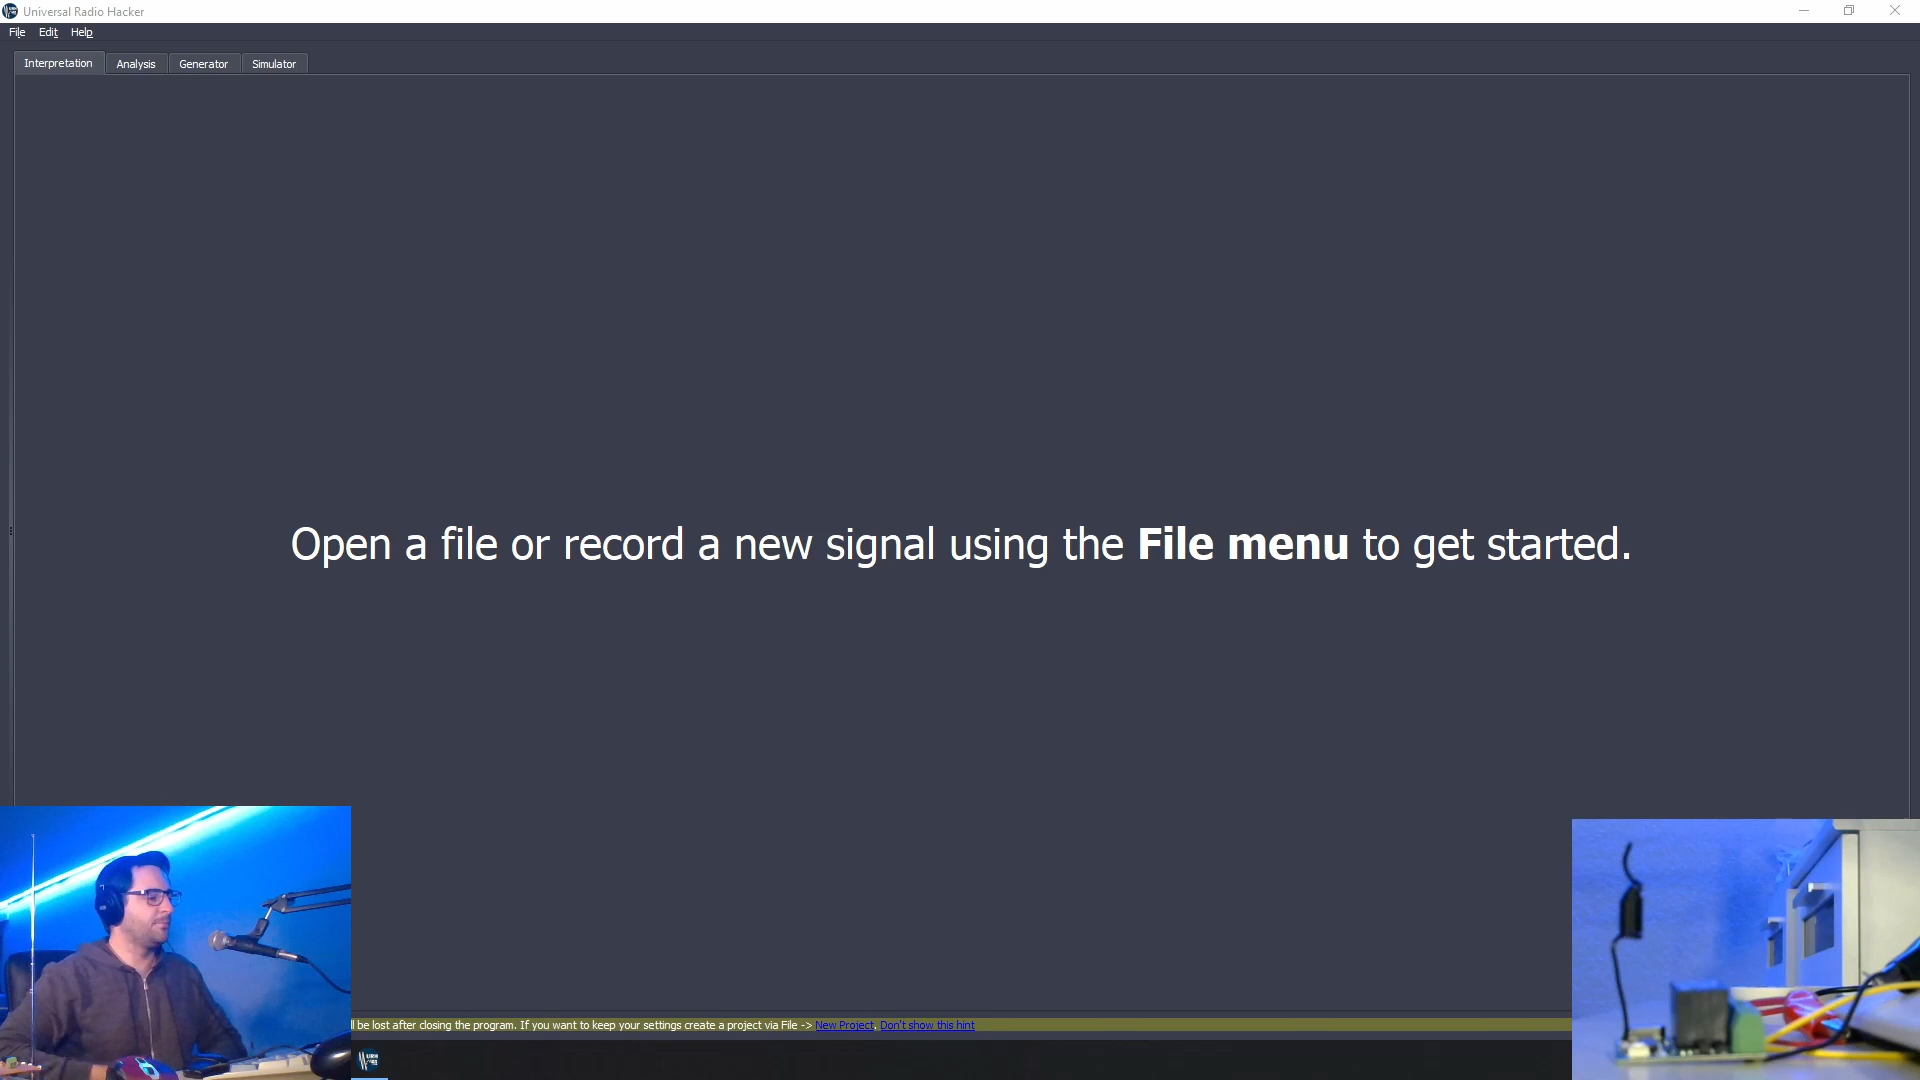 Universal Radio Hacker
File Edit Help
Interpretation Analysis Generator Simulator
Open a file or record a new signal using the File menu to get started.
be lost after closing the program. If you want to keep your settings create a project via File -> New Project. Don't show this hint